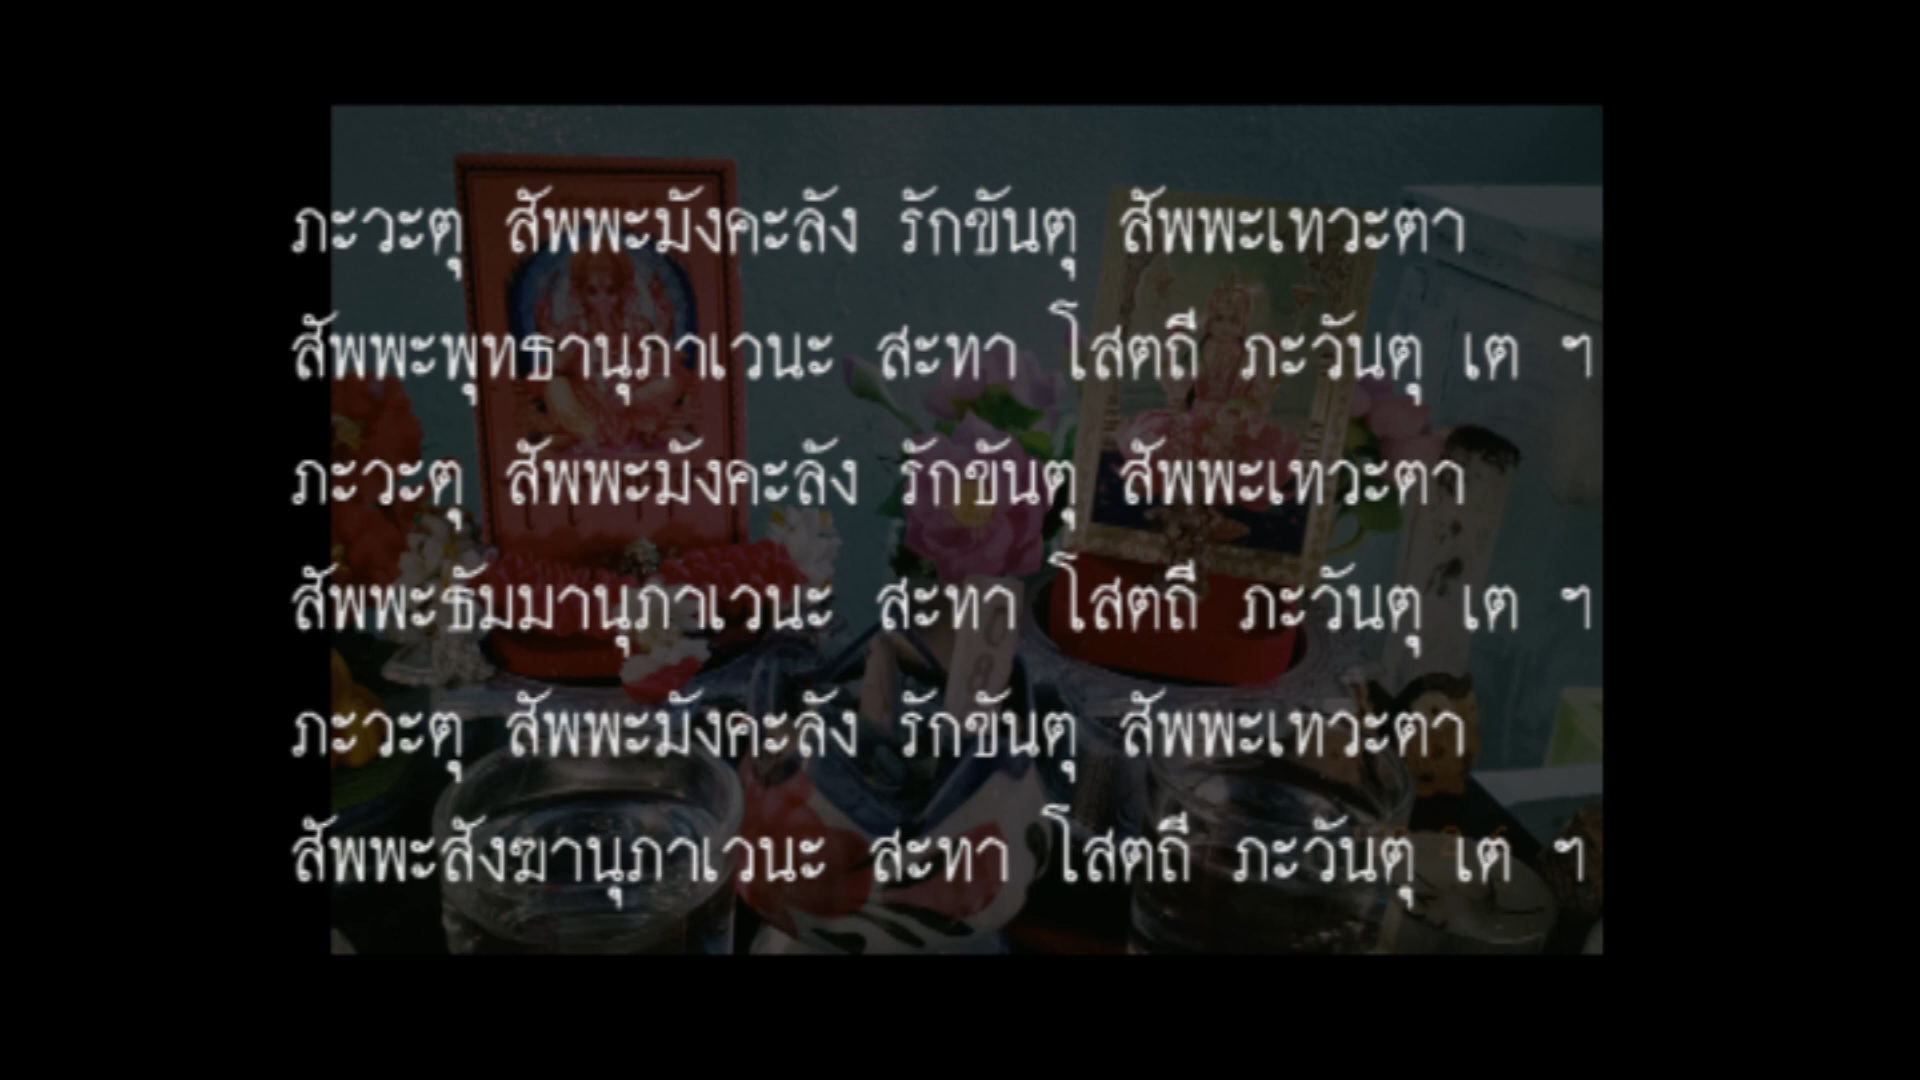 ภะวะตุ สัพพะมังคะลัง รักขันตุ สัพพะเทวะตา
สัพพะพุทธานุภาเวนะ สะทา โสตถี ภะวันตุ เต ฯ
ภะวะตุ สัพพะมังคะลัง รักขันตุ สัพพะเทวะตา
สัพพะธัมมานุภาเวนะ สะทา โสตถี ภะวันตุ เต ฯ
ภะวะตุ สัพพะมังคะลัง รักขันตุ สัพพะเทวะตา
สัพพะสังฆานุภาเวนะ สะทา โสตถี ภะวันตุ เต ฯ